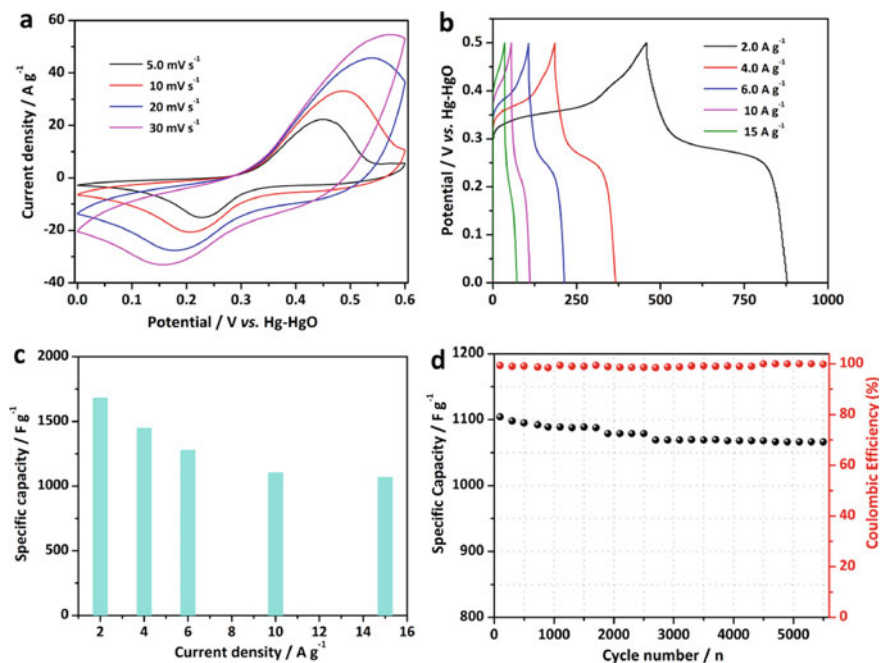 a
60
40
20
0
-20
-40
Current density / A g⁻¹
5.0 mV s⁻¹
10 mV s⁻¹
20 mV s⁻¹
30 mV s⁻¹
0.0 0.1 0.2 0.3 0.4 0.5 0.6
Potential / V vs. Hg-HgO
b
0.5
0.4
0.3
0.2
0.1
0.0
Potential / V vs. Hg-HgO
2.0 A g⁻¹
4.0 A g⁻¹
6.0 A g⁻¹
10 A g⁻¹
15 A g⁻¹
0 250 500 750 1000
c
2000
1500
1000
500
0
Specific capacity / F g⁻¹
2 4 6 8 10 12 14 16
Current density / A g⁻¹
d
1200
1100
1000
900
800
Specific Capacity / F g⁻¹
100
80
60
40
20
0
Coulombic Efficiency (%)
0 1000 2000 3000 4000 5000
Cycle number / n